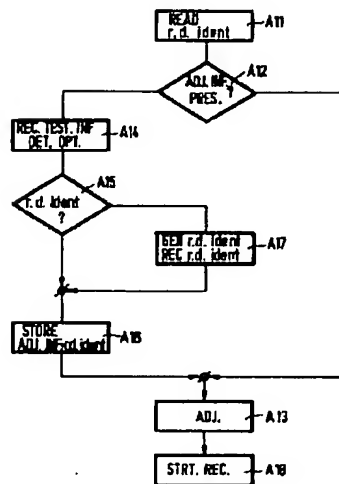 READ
r.d. ident
A11
ADJ. INF.
PRES.
?
A12
REC. TEST. INF
DET. OPT.
A14
r.d. ident
?
A15
GEN r.d. ident
REC r.d. ident
A17
STORE
ADJ. INF-r.d. ident
A16
ADJ.
A13
STRT. REC.
A18